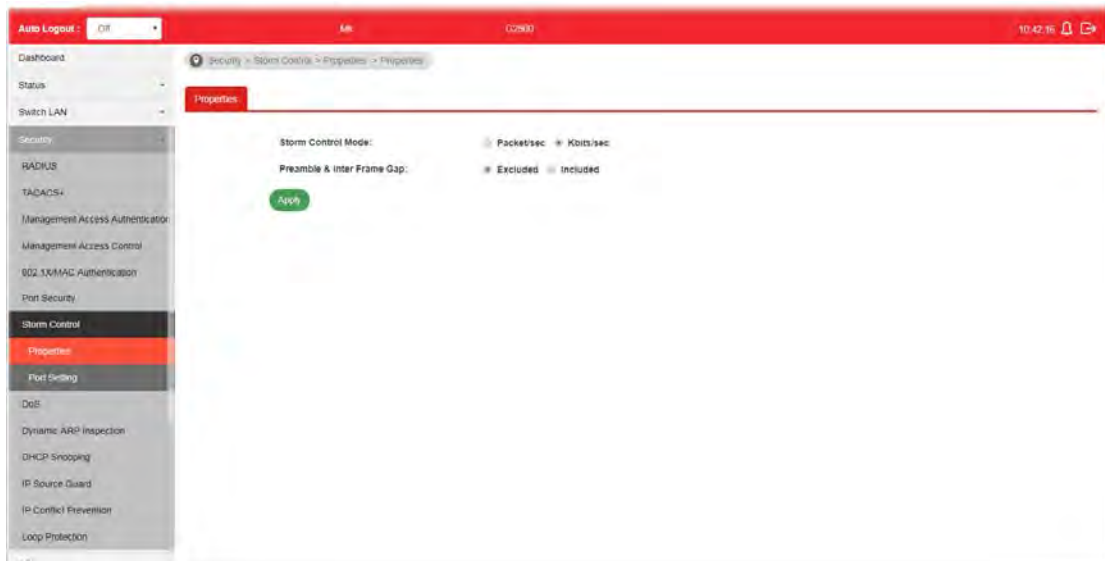 Auto Logout : Off 10:42:16
Dashboard
Security > Storm Control > Properties > Properties
Status
Switch LAN
Properties
Security
Storm Control Mode: Packet/sec Kbits/sec
RADIUS
Preamble & Inter Frame Gap: Excluded Included
TACACS+
Apply
Management Access Authentication
Management Access Control
802.1X/MAC Authentication
Port Security
Storm Control
Properties
Port Setting
DoS
Dynamic ARP Inspection
DHCP Snooping
IP Source Guard
IP Conflict Prevention
Loop Protection